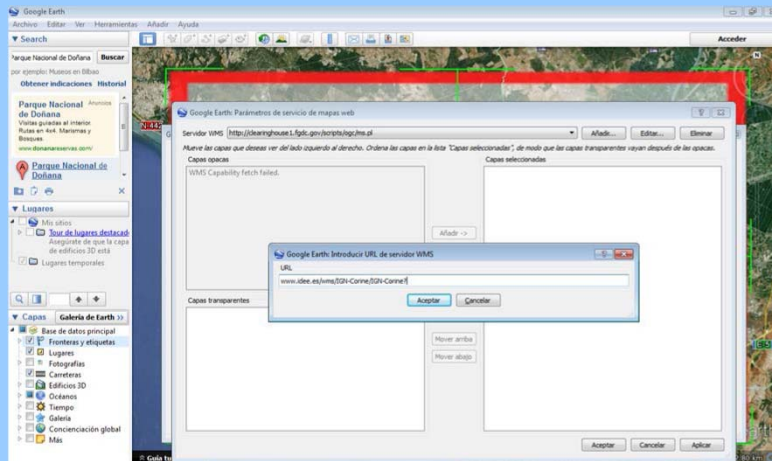 Google Earth
Archivo Editar Ver Herramientas Añadir Ayuda
Search
Acceder
Parque Nacional de Doñana Buscar
por ejemplo: Museos en Bilbao
Obtener indicaciones Historial
Parque Nacional de Doñana Anuncios
Visitas guiadas al interior.
Rutas en 4x4. Marismas y
Bosques.
www.donanareservas.com/
A Parque Nacional de
Doñana
Lugares
Mis sitios
Tour de lugares destacad
Asegúrate de que la capa
de edificios 3D está
Lugares temporales
Capas Galería de Earth >>
Base de datos principal
Fronteras y etiquetas
Lugares
Fotografías
Carreteras
Edificios 3D
Océanos
Tiempo
Galería
Concienciación global
Más
N
Google Earth: Parámetros de servicio de mapas web
Servidor WMS http://clearinghouse1.fgdc.gov/scripts/ogc/ms.pl Añadir... Editar... Eliminar
Mueve las capas que deseas ver del lado izquierdo al derecho. Ordena las capas en la lista "Capas seleccionadas", de modo que las capas transparentes vayan después de las opacas.
Capas opacas Capas seleccionadas
WMS Capability fetch failed.
Añadir ->
Google Earth: Introducir URL de servidor WMS
URL
www.idee.es/wms/IGN-Corine/IGN-Corine?
Aceptar Cancelar
Capas transparentes
Mover arriba
Mover abajo
Aceptar Cancelar Aplicar